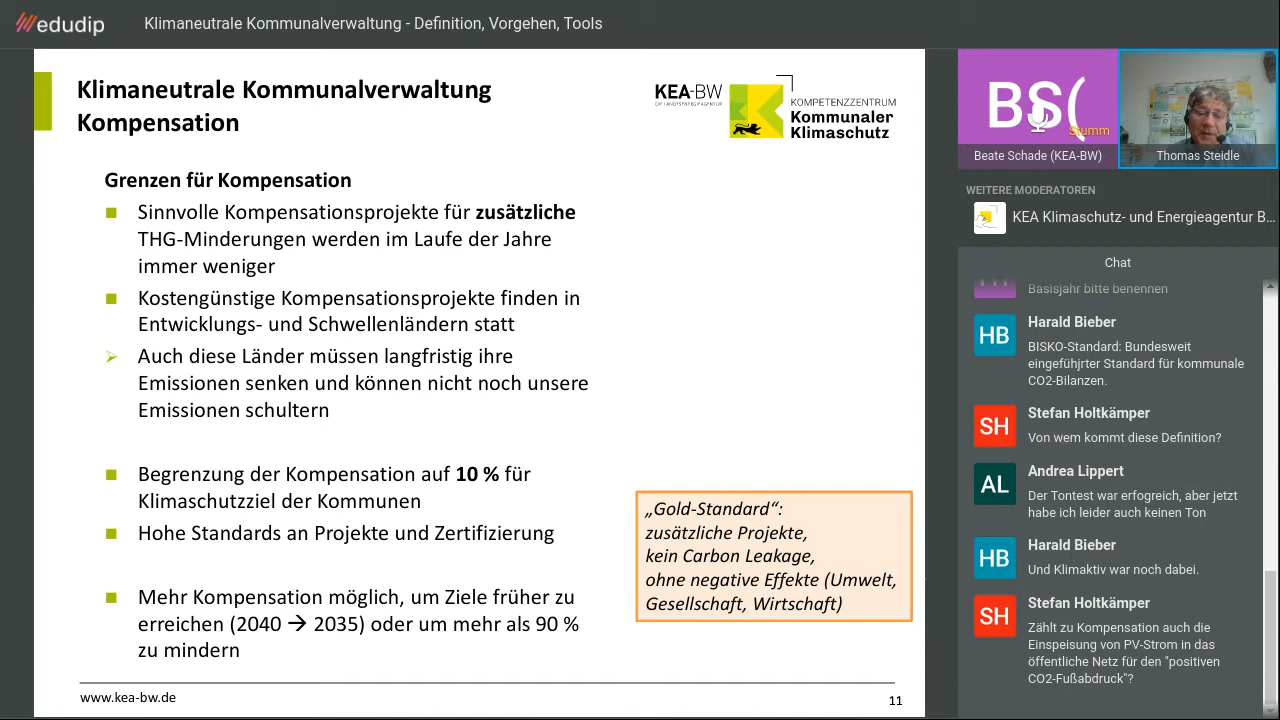 edudip
Klimaneutrale Kommunalverwaltung - Definition, Vorgehen, Tools
Klimaneutrale Kommunalverwaltung
Kompensation
KEA-BW
DIE LANDESENERGIEAGENTUR
KOMPETENZZENTRUM
Kommunaler
Klimaschutz
Grenzen für Kompensation
Sinnvolle Kompensationsprojekte für zusätzliche
THG-Minderungen werden im Laufe der Jahre
immer weniger
Kostengünstige Kompensationsprojekte finden in
Entwicklungs- und Schwellenländern statt
Auch diese Länder müssen langfristig ihre
Emissionen senken und können nicht noch unsere
Emissionen schultern
Begrenzung der Kompensation auf 10 % für
Klimaschutzziel der Kommunen
Hohe Standards an Projekte und Zertifizierung
Mehr Kompensation möglich, um Ziele früher zu
erreichen (2040 → 2035) oder um mehr als 90 %
zu mindern
„Gold-Standard“:
zusätzliche Projekte,
kein Carbon Leakage,
ohne negative Effekte (Umwelt,
Gesellschaft, Wirtschaft)
www.kea-bw.de
11
BS(
Stumm
Beate Schade (KEA-BW)
Thomas Steidle
WEITERE MODERATOREN
KEA Klimaschutz- und Energieagentur B...
Chat
Basisjahr bitte benennen
HB
Harald Bieber
BISKO-Standard: Bundesweit
eingefühjrter Standard für kommunale
CO2-Bilanzen.
SH
Stefan Holtkämper
Von wem kommt diese Definition?
AL
Andrea Lippert
Der Tontest war erfogreich, aber jetzt
habe ich leider auch keinen Ton
HB
Harald Bieber
Und Klimaktiv war noch dabei.
SH
Stefan Holtkämper
Zählt zu Kompensation auch die
Einspeisung von PV-Strom in das
öffentliche Netz für den "positiven
CO2-Fußabdruck"?